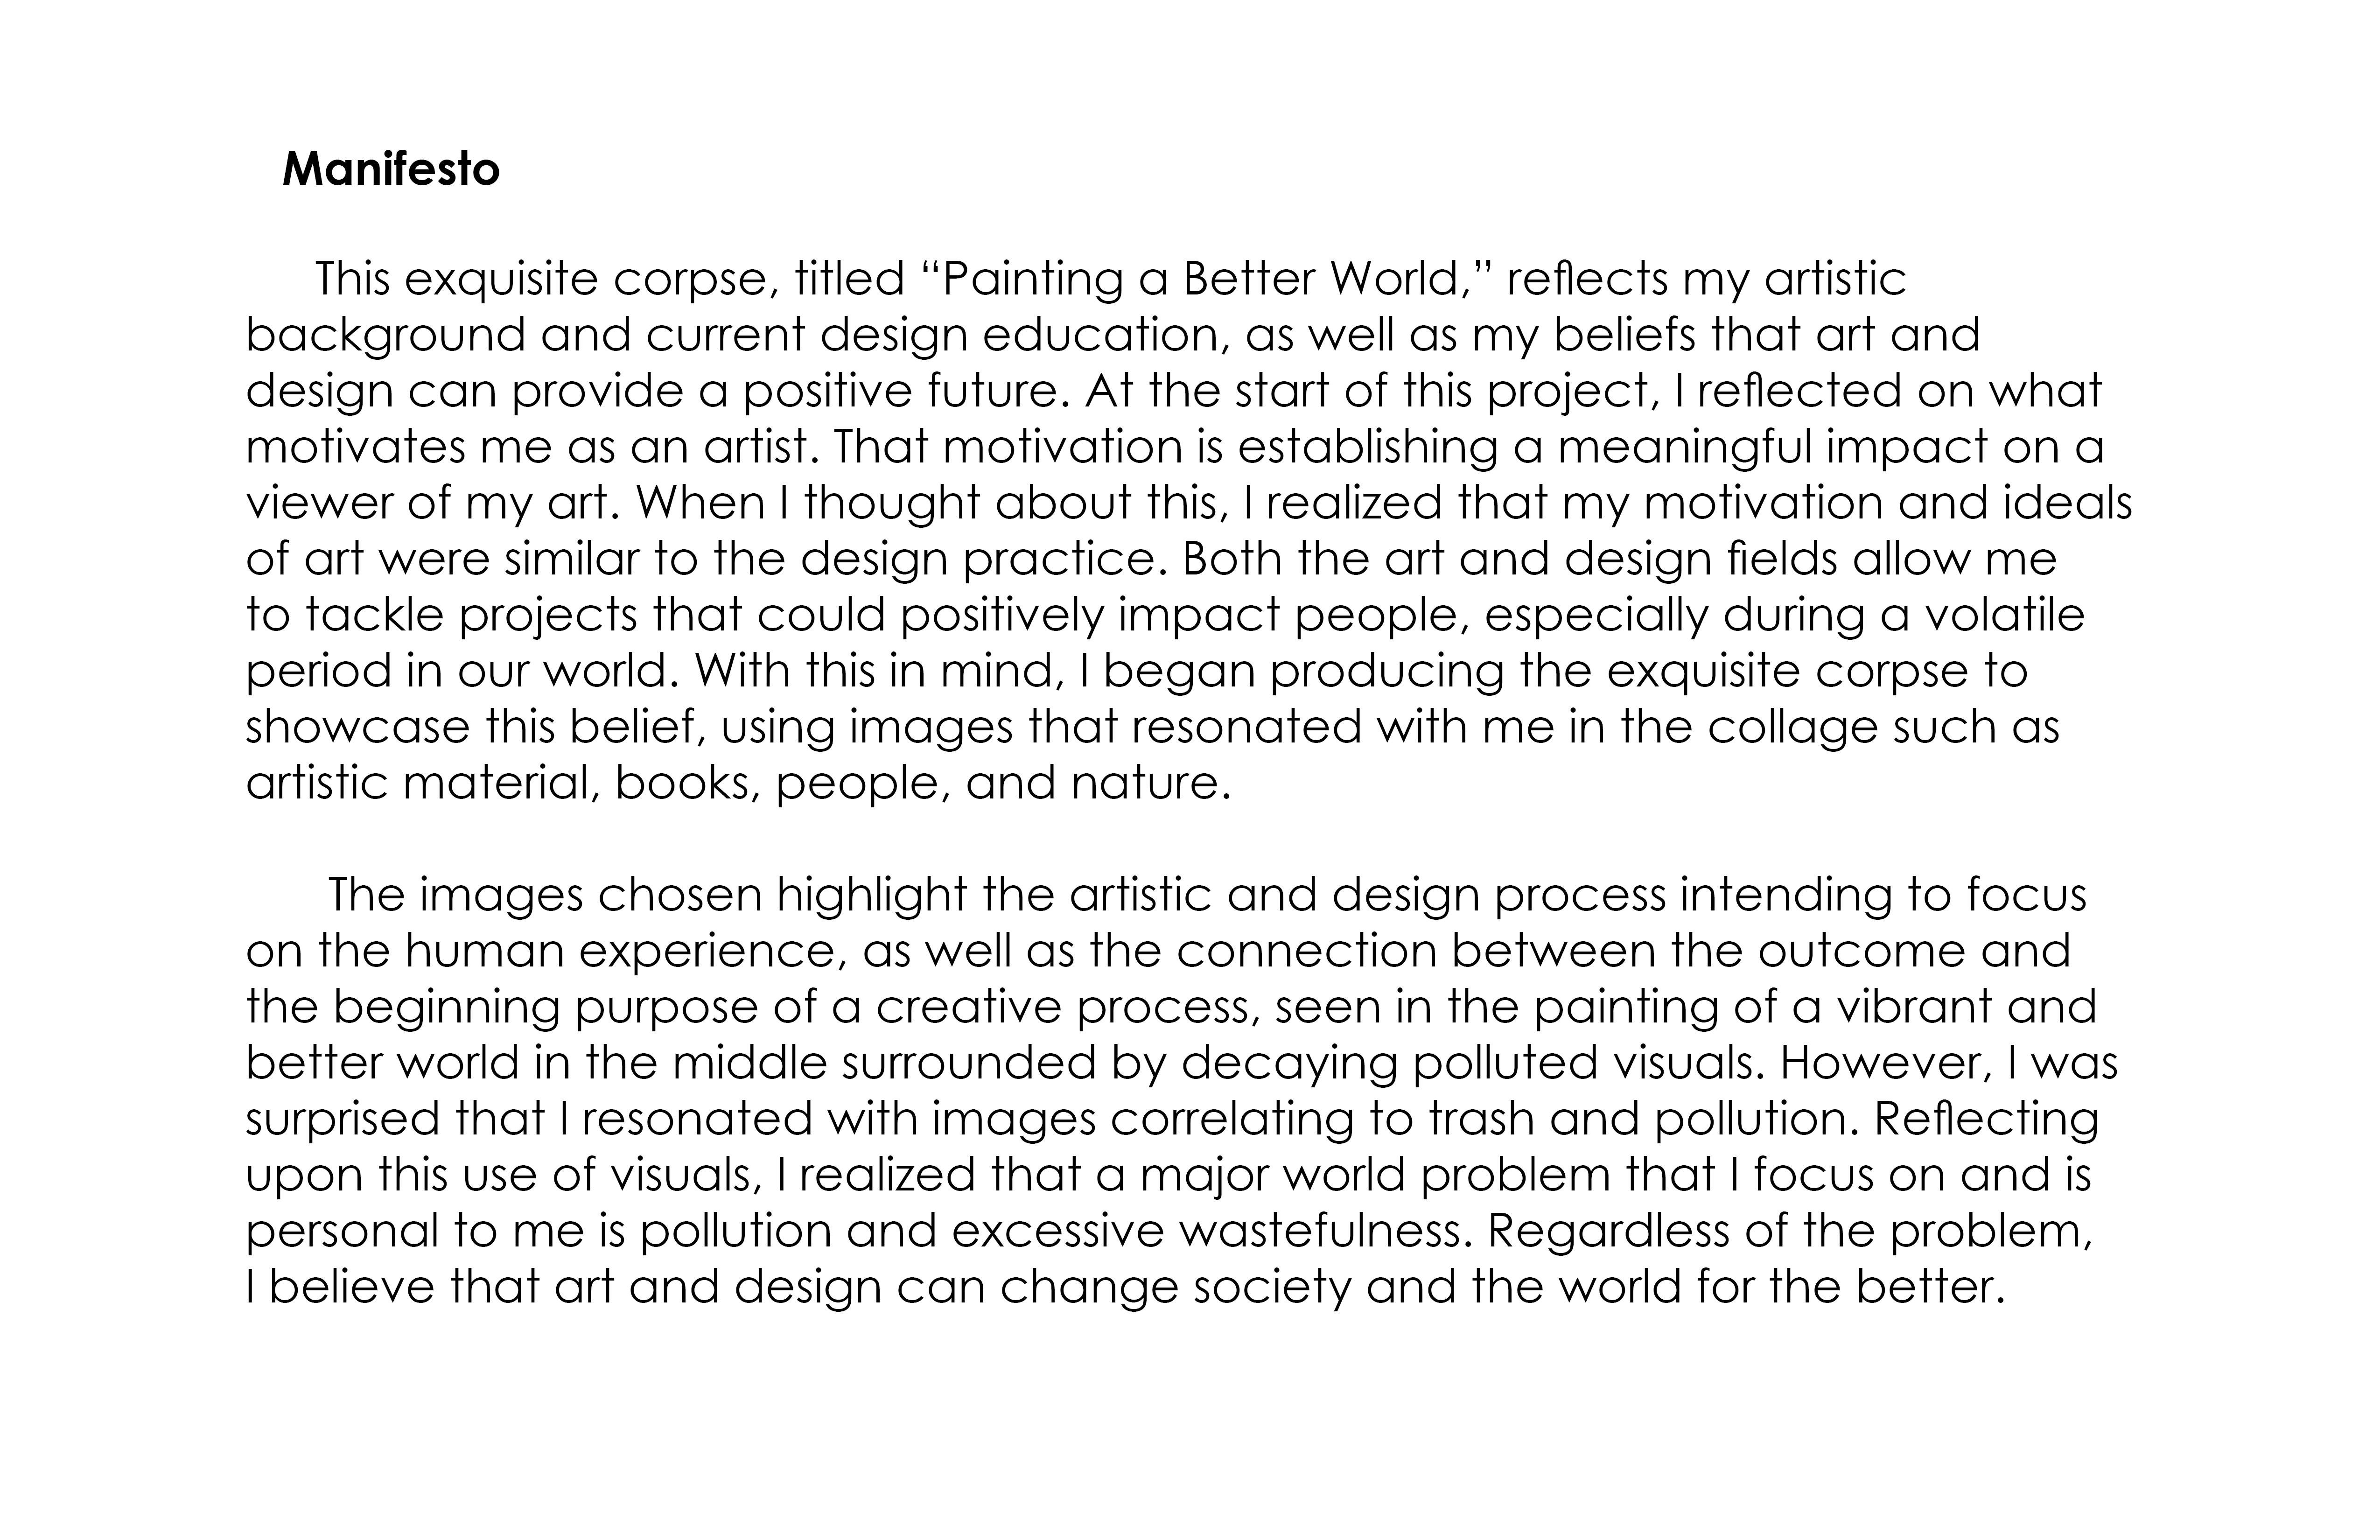 Manifesto
This exquisite corpse, titled “Painting a Better World,” reflects my artistic
background and current design education, as well as my beliefs that art and
design can provide a positive future. At the start of this project, I reflected on what
motivates me as an artist. That motivation is establishing a meaningful impact on a
viewer of my art. When I thought about this, I realized that my motivation and ideals
of art were similar to the design practice. Both the art and design fields allow me
to tackle projects that could positively impact people, especially during a volatile
period in our world. With this in mind, I began producing the exquisite corpse to
showcase this belief, using images that resonated with me in the collage such as
artistic material, books, people, and nature.
The images chosen highlight the artistic and design process intending to focus
on the human experience, as well as the connection between the outcome and
the beginning purpose of a creative process, seen in the painting of a vibrant and
better world in the middle surrounded by decaying polluted visuals. However, I was
surprised that I resonated with images correlating to trash and pollution. Reflecting
upon this use of visuals, I realized that a major world problem that I focus on and is
personal to me is pollution and excessive wastefulness. Regardless of the problem,
I believe that art and design can change society and the world for the better.